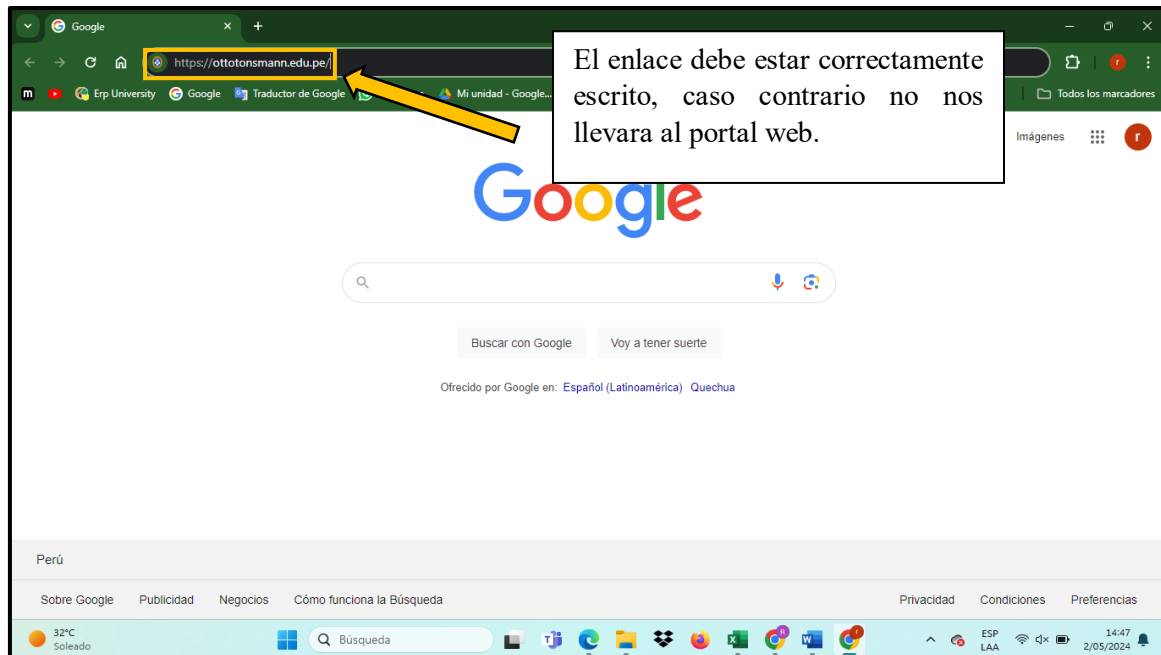 Google
https://ottotonsmann.edu.pe/
El enlace debe estar correctamente
escrito, caso contrario no nos
llevara al portal web.
m
Erp University
Google
Traductor de Google
Mi unidad - Google...
Todos los marcadores
r
Imágenes
r
Google
Buscar con Google
Voy a tener suerte
Ofrecido por Google en: Español (Latinoamérica) Quechua
Perú
Sobre Google Publicidad Negocios Cómo funciona la Búsqueda Privacidad Condiciones Preferencias
32°C
Soleado
Búsqueda
ESP
LAA
14:47
2/05/2024